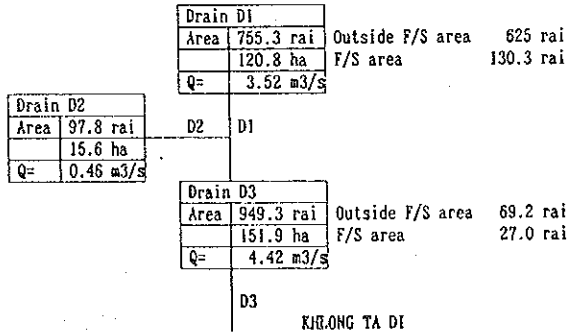 Drain D1
Area 755.3 rai Outside F/S area 625 rai
120.8 ha F/S area 130.3 rai
Q= 3.52 m3/s
Drain D2
Area 97.8 rai D2 D1
15.6 ha
Q= 0.46 m3/s
Drain D3
Area 949.3 rai Outside F/S area 69.2 rai
151.9 ha F/S area 27.0 rai
Q= 4.42 m3/s
D3
KHLONG TA DI